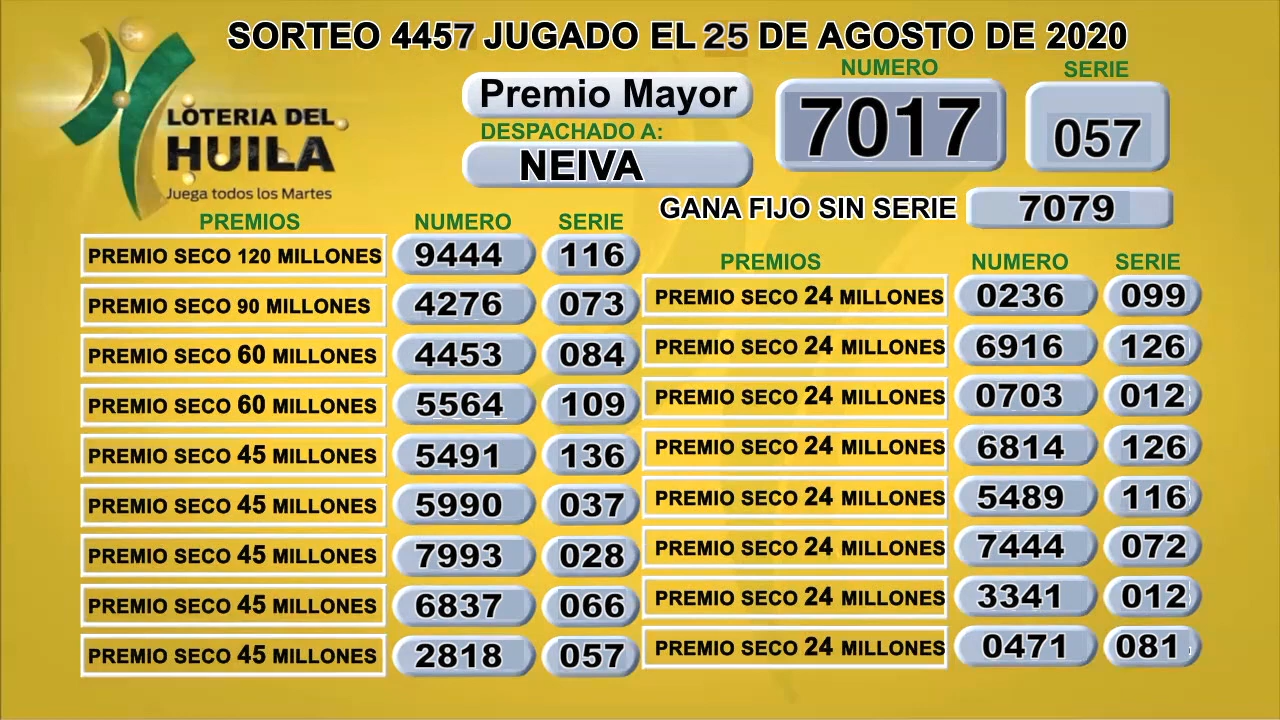 SORTEO 4457 JUGADO EL 25 DE AGOSTO DE 2020
LOTERIA DEL
HUILA
Juega todos los Martes
Premio Mayor
NUMERO SERIE
7017 057
DESPACHADO A:
NEIVA
GANA FIJO SIN SERIE 7079
PREMIOS NUMERO SERIE
PREMIO SECO 120 MILLONES 9444 116
PREMIO SECO 90 MILLONES 4276 073
PREMIO SECO 60 MILLONES 4453 084
PREMIO SECO 60 MILLONES 5564 109
PREMIO SECO 45 MILLONES 5491 136
PREMIO SECO 45 MILLONES 5990 037
PREMIO SECO 45 MILLONES 7993 028
PREMIO SECO 45 MILLONES 6837 066
PREMIO SECO 45 MILLONES 2818 057
PREMIOS NUMERO SERIE
PREMIO SECO 24 MILLONES 0236 099
PREMIO SECO 24 MILLONES 6916 126
PREMIO SECO 24 MILLONES 0703 012
PREMIO SECO 24 MILLONES 6814 126
PREMIO SECO 24 MILLONES 5489 116
PREMIO SECO 24 MILLONES 7444 072
PREMIO SECO 24 MILLONES 3341 012
PREMIO SECO 24 MILLONES 0471 081